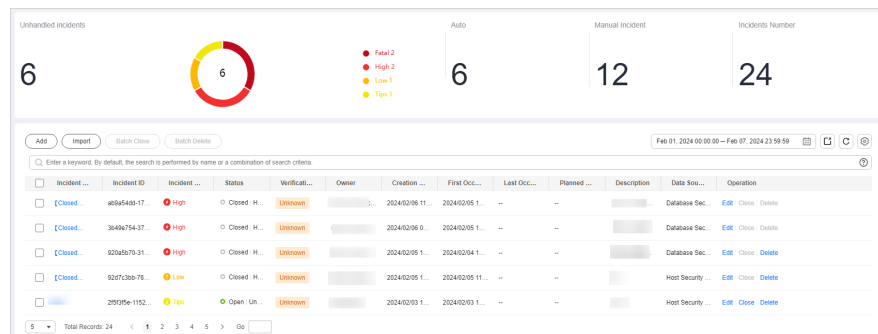 Unhandled incidents
Auto
Manual Incident
Incidents Number
6
6
Fatal 2
High 2
Low 1
Tips 1
6
12
24
Add Import Batch Close Batch Delete
Feb 01, 2024 00:00:00 – Feb 07, 2024 23:59:59
Enter a keyword. By default, the search is performed by name or a combination of search criteria.
Incident ... Incident ID Incident ... Status Verificati... Owner Creation ... First Occ... Last Occ... Planned ... Description Data Sou... Operation
[Closed... ab9a54dd-17... High Closed | H... Unknown 2024/02/06 11... 2024/02/05 1... -- -- Database Sec... Edit Close Delete
[Closed... 3b49e754-37... High Closed | H... Unknown 2024/02/06 0... 2024/02/05 1... -- -- Database Sec... Edit Close Delete
[Closed... 920a5b70-31... High Closed | H... Unknown 2024/02/05 1... 2024/02/04 1... -- -- Database Sec... Edit Close Delete
[Closed... 92d7c3bb-76... Low Closed | H... Unknown 2024/02/05 1... 2024/02/05 11... -- -- Host Security ... Edit Close Delete
2f5f3f5e-1152... Tips Open | Un... Unknown 2024/02/03 1... 2024/02/03 1... -- -- Host Security ... Edit Close Delete
5 Total Records: 24 < 1 2 3 4 5 > Go